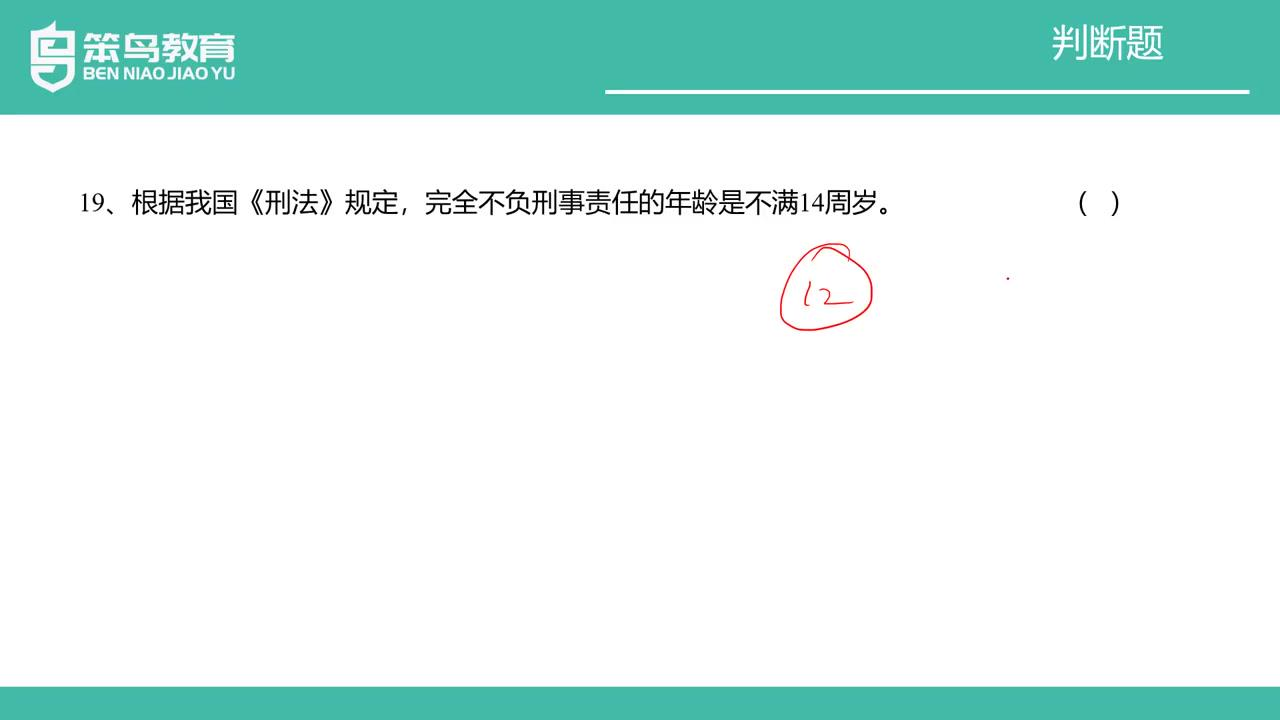 笨鸟教育
BEN NIAO JIAO YU
判断题
19、根据我国《刑法》规定，完全不负刑事责任的年龄是不满14周岁。 （ ）
12